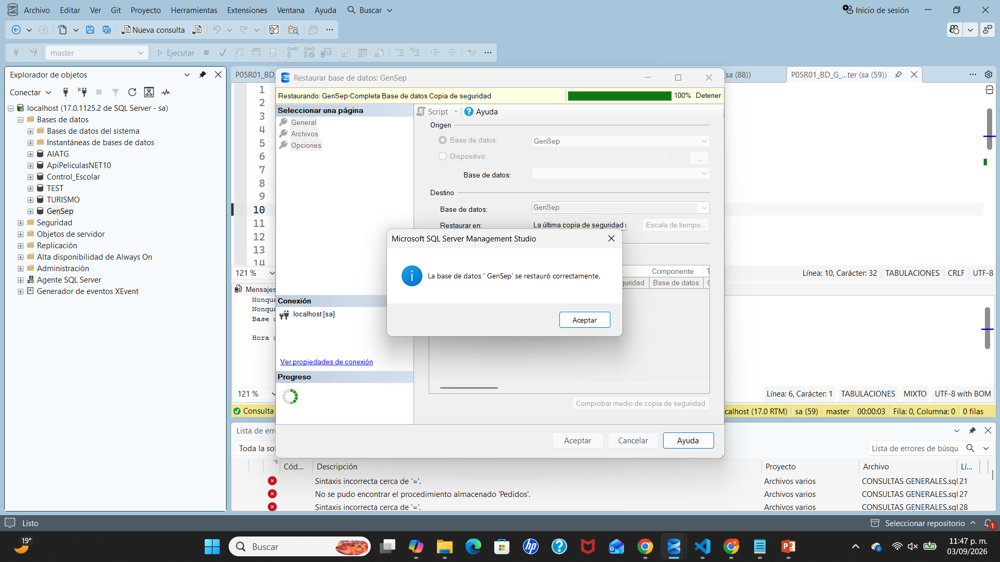 Archivo Editar Ver Git Proyecto Herramientas Extensiones Ventana Ayuda Buscar
Inicio de sesión
Nueva consulta
master
Ejecutar
Explorador de objetos
Conectar
localhost (17.0.1125.2 de SQL Server - sa)
Bases de datos
Bases de datos del sistema
Instantáneas de bases de datos
AIATG
ApiPeliculasNET10
Control_Escolar
TEST
TURISMO
GenSep
Seguridad
Objetos de servidor
Replicación
Alta disponibilidad de Always On
Administración
Agente SQL Server
Generador de eventos XEvent
P05R01_BD_
(sa (88))
P05R01_BD_G_...ter (sa (59))
1
2
3
4
5
6
7
8
9
10
11
12
13
14
121 %
Línea: 10, Carácter: 32 TABULACIONES CRLF UTF-8
Mensajes
Nonqua
Nonqua
Base d
Hora d
121 %
Línea: 6, Carácter: 1 TABULACIONES MIXTO UTF-8 with BOM
Consulta
calhost (17.0 RTM) sa (59) master 00:00:03 Fila: 0, Columna: 0 0 filas
Restaurar base de datos: GenSep
Restaurando: GenSep-Completa Base de datos Copia de seguridad
100% Detener
Seleccionar una página
General
Archivos
Opciones
Conexión
localhost [sa]
Ver propiedades de conexión
Progreso
Script Ayuda
Origen
Base de datos: GenSep
Dispositivo: ...
Base de datos:
Destino
Base de datos: GenSep
Restaurar en: La última copia de seguridad Escala de tiempo...
Componente T
guridad Base de datos
Comprobar medio de copia de seguridad
Aceptar Cancelar Ayuda
Microsoft SQL Server Management Studio
La base de datos ' GenSep' se restauró correctamente.
Aceptar
Lista de err
Toda la sol
Lista de errores de búsqu
Cód... Descripción Proyecto Archivo Lí...
Sintaxis incorrecta cerca de '='. Archivos varios CONSULTAS GENERALES.sql 21
No se pudo encontrar el procedimiento almacenado 'Pedidos'. Archivos varios CONSULTAS GENERALES.sql 27
Sintaxis incorrecta cerca de '='. Archivos varios CONSULTAS GENERALES.sql 28
Listo
Seleccionar repositorio
1
19°
Buscar
11:47 p. m.
03/09/2026